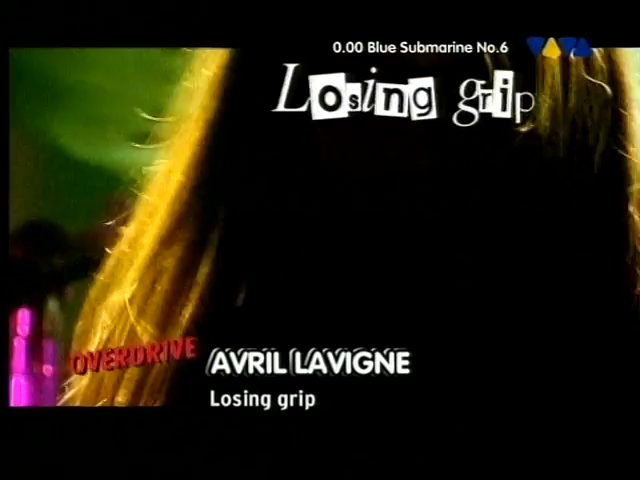 0.00 Blue Submarine No.6 VIVA
Losing grip
OVERDRIVE
AVRIL LAVIGNE
Losing grip